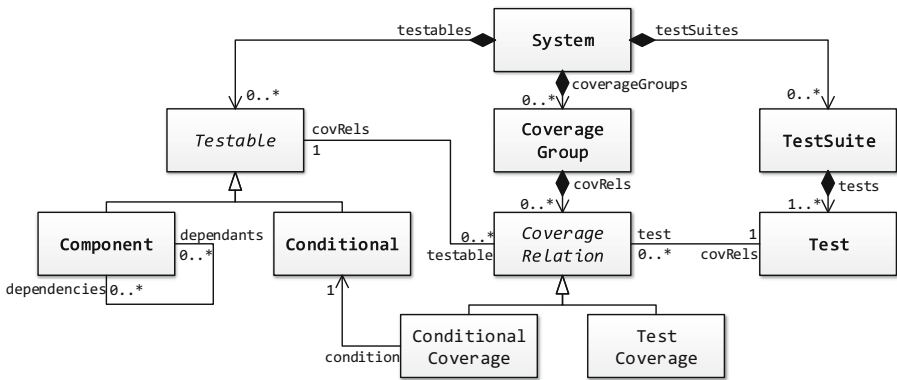 testables
System
testSuites
coverageGroups
0..*
0..*
0..*
Testable
covRels
1
Coverage
Group
TestSuite
covRels
0..*
tests
1..*
Component
dependants
0..*
dependencies
0..*
Conditional
1
0..*
testable
Coverage
Relation
test
0..*
1
covRels
Test
condition
Conditional
Coverage
Test
Coverage